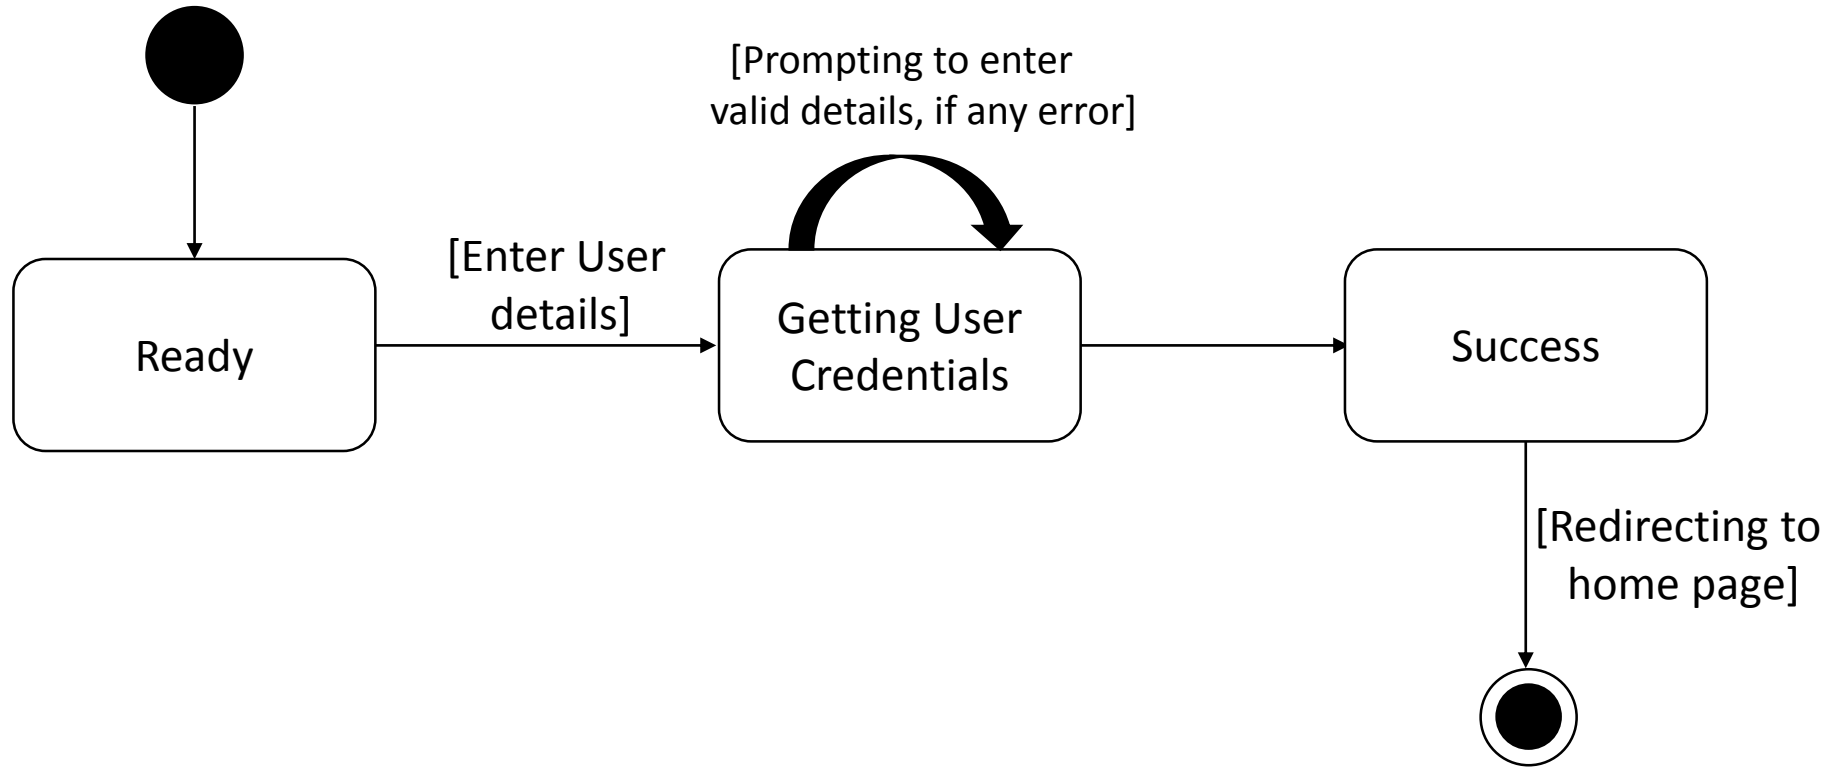 [Prompting to enter
valid details, if any error]
[Enter User
details]
Ready
Getting User
Credentials
Success
[Redirecting to
home page]